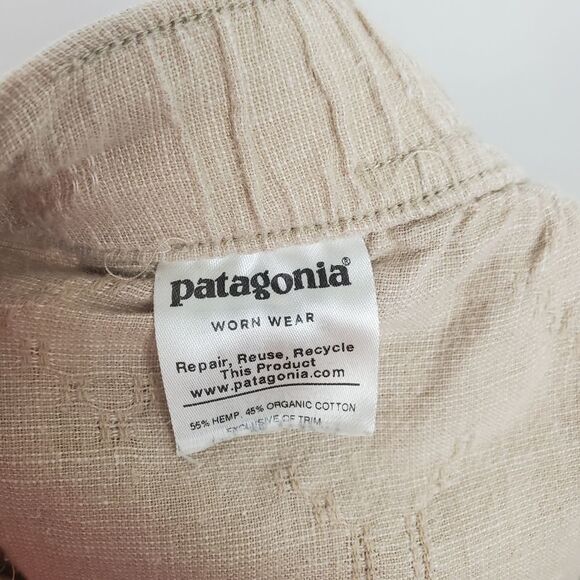 patagonia®
WORN WEAR
Repair, Reuse, Recycle
This Product
www.patagonia.com
55% HEMP, 45% ORGANIC COTTON
EXCLUSIVE OF TRIM